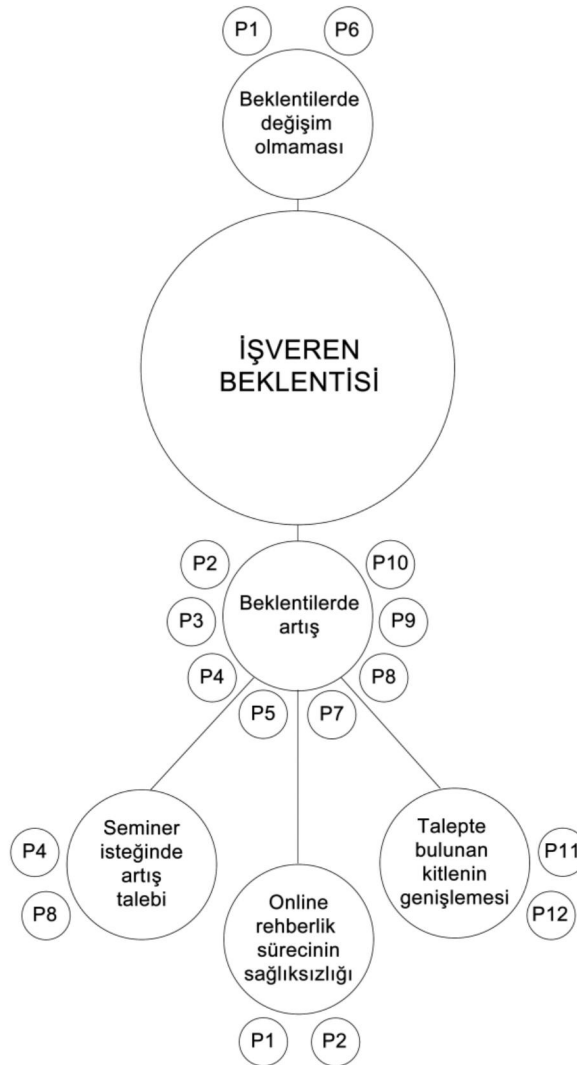 P1
P6
Beklentilerde
değişim
olmaması
İŞVEREN
BEKLENTİSİ
P2
P10
Beklentilerde
artış
P3
P9
P4
P8
P5
P7
Seminer
isteğinde
artış
talebi
P4
P8
Talepte
bulunan
kitlenin
genişlemesi
P11
P12
Online
rehberlik
sürecinin
sağlıksızlığı
P1
P2